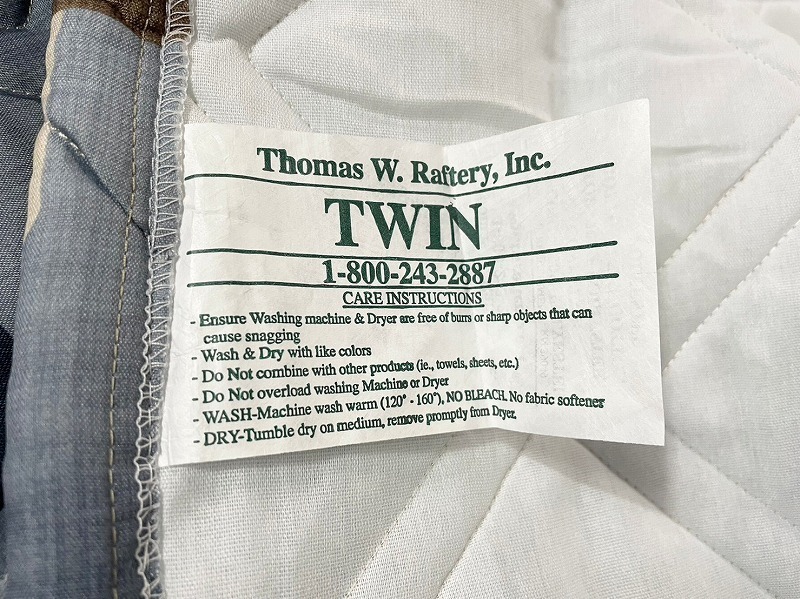 Thomas W. Raftery, Inc.
TWIN
1-800-243-2887
CARE INSTRUCTIONS
- Ensure Washing machine & Dryer are free of burrs or sharp objects that can
cause snagging
- Wash & Dry with like colors
- Do Not combine with other products (ie., towels, sheets, etc.)
- Do Not overload washing Machine or Dryer
- WASH-Machine wash warm (120° - 160°), NO BLEACH. No fabric softener
- DRY-Tumble dry on medium, remove promptly from Dryer.